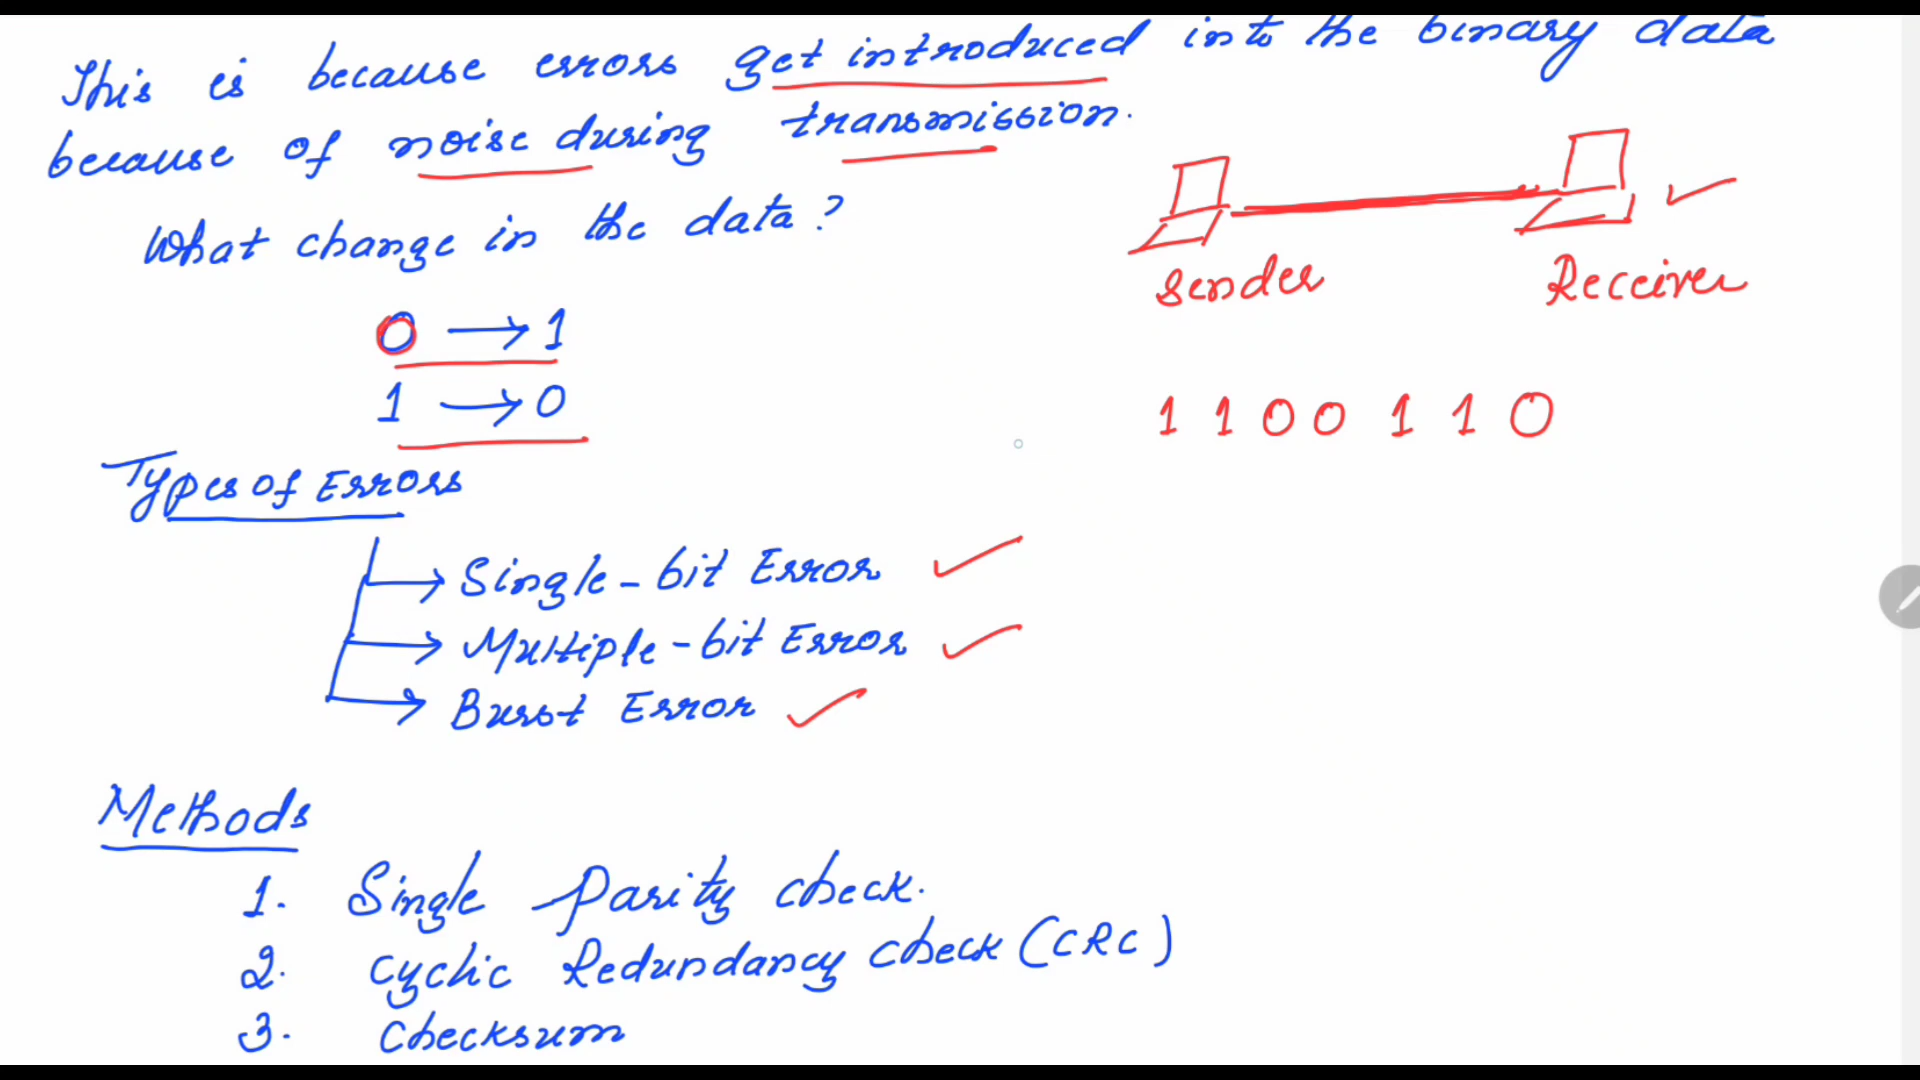 This is because errors get introduced into the binary data
because of noise during transmission.
What change in the data?
0 → 1
1 → 0
Sender
Receiver
1 1 0 0 1 1 0
Types of Errors
→ Single-bit Error ✓
→ Multiple-bit Error ✓
→ Burst Error ✓
Methods
1. Single Parity check.
2. Cyclic Redundancy check (CRC)
3. Checksum